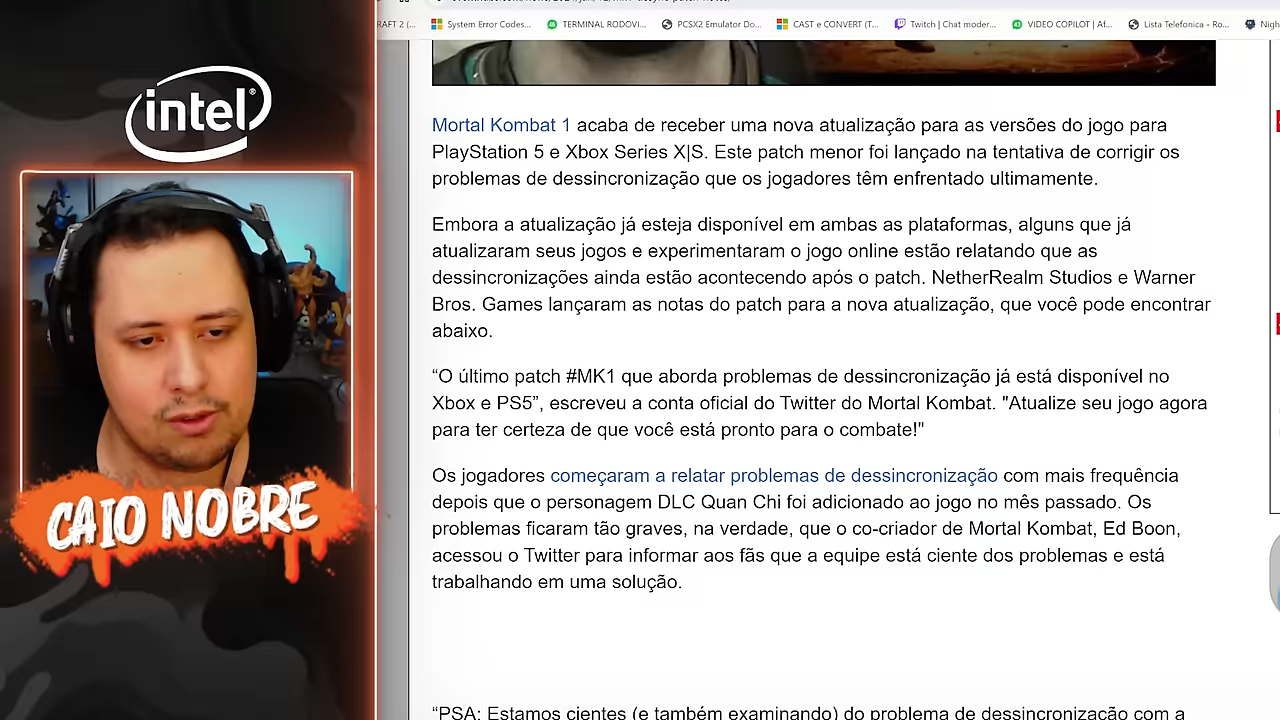 RAFT 2 (...
System Error Codes...
TERMINAL RODOVI...
PCSX2 Emulator Do...
CAST e CONVERT (T...
Twitch | Chat moder...
VIDEO COPILOT | Af...
Lista Telefonica - Ro...
Nigh
intel®
CAIO NOBRE
Mortal Kombat 1 acaba de receber uma nova atualização para as versões do jogo para
PlayStation 5 e Xbox Series X|S. Este patch menor foi lançado na tentativa de corrigir os
problemas de dessincronização que os jogadores têm enfrentado ultimamente.
Embora a atualização já esteja disponível em ambas as plataformas, alguns que já
atualizaram seus jogos e experimentaram o jogo online estão relatando que as
dessincronizações ainda estão acontecendo após o patch. NetherRealm Studios e Warner
Bros. Games lançaram as notas do patch para a nova atualização, que você pode encontrar
abaixo.
“O último patch #MK1 que aborda problemas de dessincronização já está disponível no
Xbox e PS5”, escreveu a conta oficial do Twitter do Mortal Kombat. "Atualize seu jogo agora
para ter certeza de que você está pronto para o combate!"
Os jogadores começaram a relatar problemas de dessincronização com mais frequência
depois que o personagem DLC Quan Chi foi adicionado ao jogo no mês passado. Os
problemas ficaram tão graves, na verdade, que o co-criador de Mortal Kombat, Ed Boon,
acessou o Twitter para informar aos fãs que a equipe está ciente dos problemas e está
trabalhando em uma solução.
“PSA: Estamos cientes (e também examinando) do problema de dessincronização com a